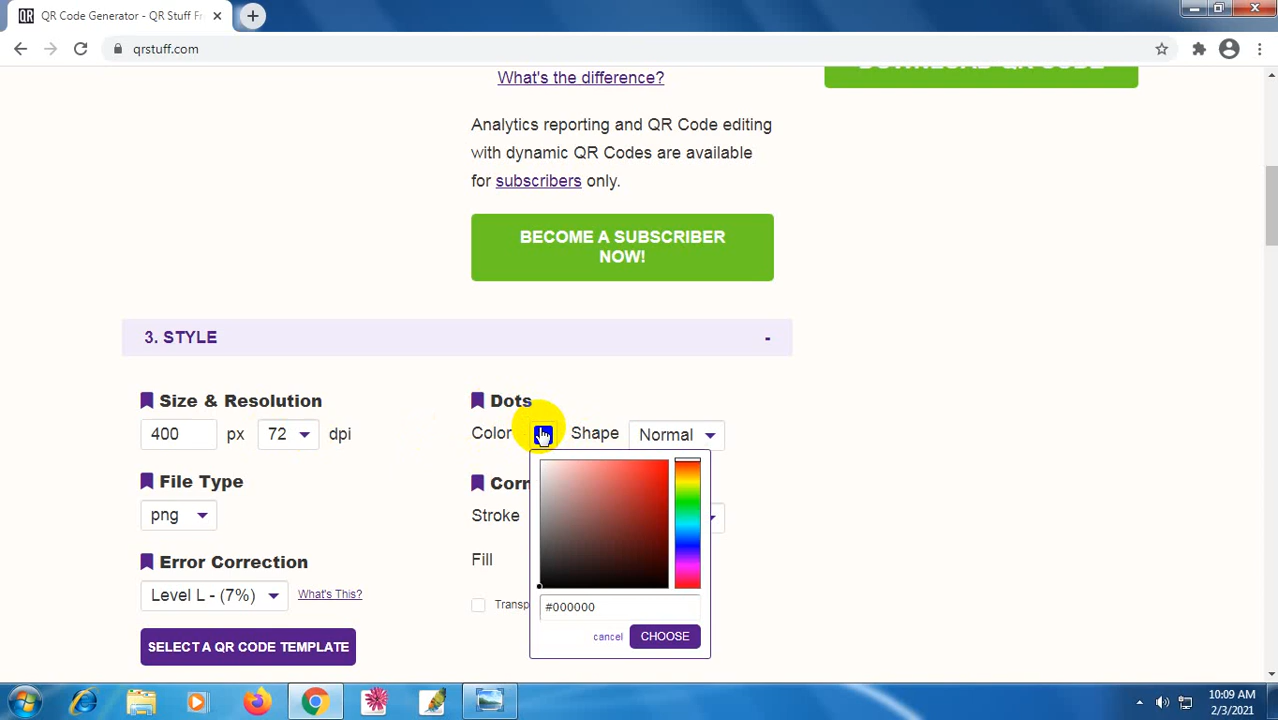 QR Code Generator - QR Stuff Fr
qrstuff.com
What's the difference?
DOWNLOAD QR CODE
Analytics reporting and QR Code editing
with dynamic QR Codes are available
for subscribers only.
BECOME A SUBSCRIBER
NOW!
3. STYLE -
Size & Resolution
400 px 72 dpi
File Type
png
Error Correction
Level L - (7%) What's This?
SELECT A QR CODE TEMPLATE
Dots
Color Shape Normal
Corn
Stroke
Fill
Transp
#000000
cancel CHOOSE
10:09 AM
2/3/2021